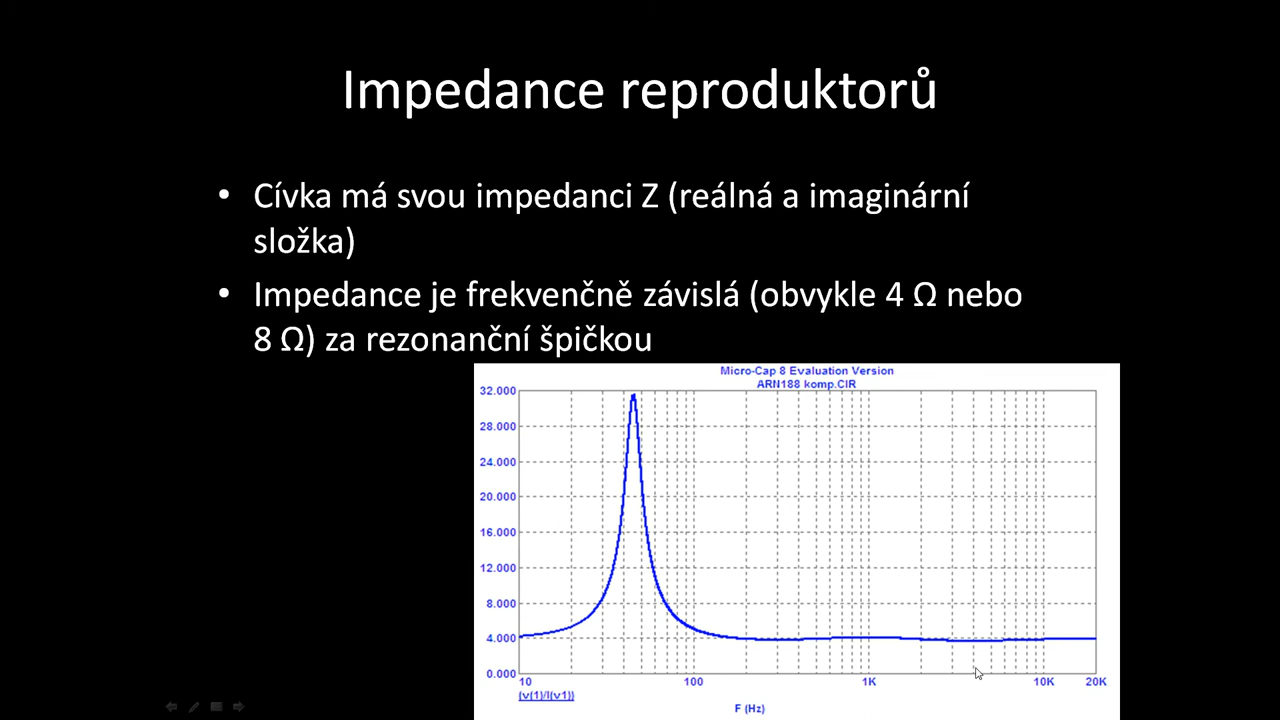 Impedance reproduktorů
• Cívka má svou impedanci Z (reálná a imaginární
složka)
• Impedance je frekvenčně závislá (obvykle 4 Ω nebo
8 Ω) za rezonanční špičkou
Micro-Cap 8 Evaluation Version
ARN188 komp.CIR
32.000
28.000
24.000
20.000
16.000
12.000
8.000
4.000
0.000
10 100 1K 10K 20K
(v(1)/I(v1))
F (Hz)